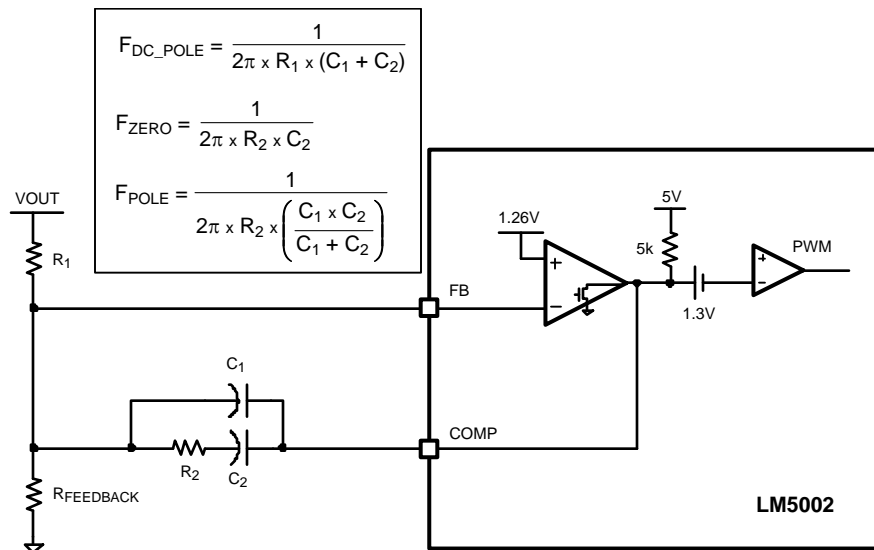 F_DC_POLE = 1 / (2π x R1 x (C1 + C2))
F_ZERO = 1 / (2π x R2 x C2)
F_POLE = 1 / (2π x R2 x ((C1 x C2) / (C1 + C2)))
VOUT
R1
FB
1.26V
+
−
5V
5k
1.3V
+
−
PWM
C1
R2
C2
COMP
RFEEDBACK
LM5002